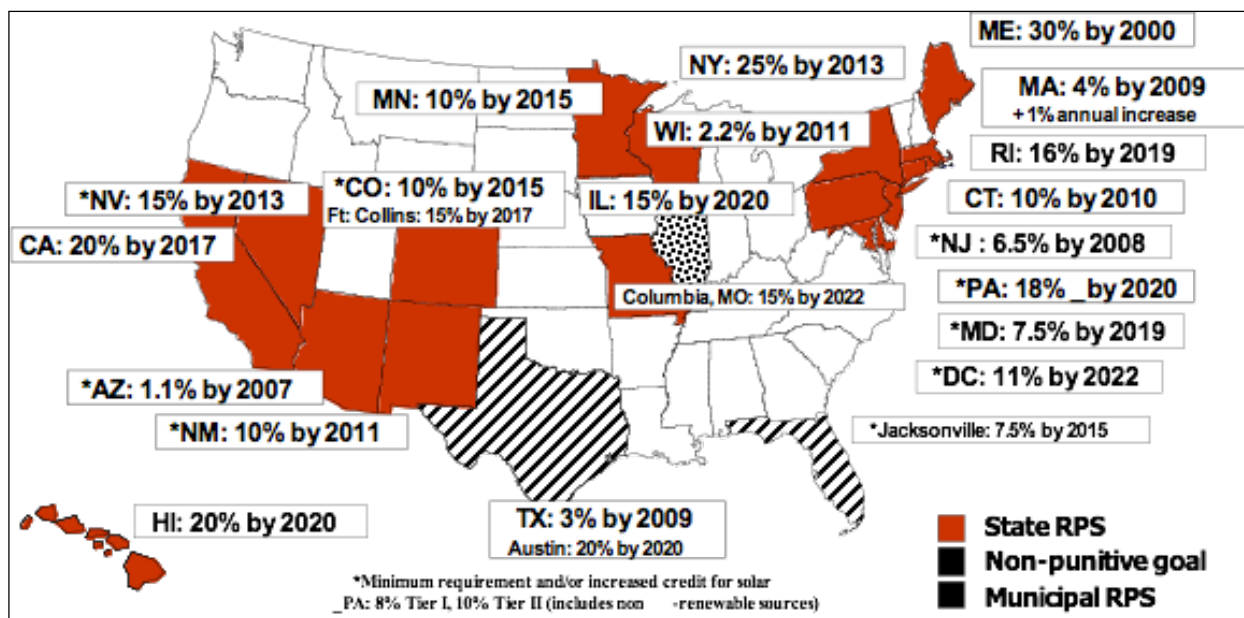 ME: 30% by 2000
NY: 25% by 2013
MA: 4% by 2009
+ 1% annual increase
MN: 10% by 2015
WI: 2.2% by 2011
RI: 16% by 2019
*NV: 15% by 2013
*CO: 10% by 2015
Ft: Collins: 15% by 2017
IL: 15% by 2020
CT: 10% by 2010
CA: 20% by 2017
*NJ : 6.5% by 2008
Columbia, MO: 15% by 2022
*PA: 18% _by 2020
*MD: 7.5% by 2019
*AZ: 1.1% by 2007
*DC: 11% by 2022
*NM: 10% by 2011
*Jacksonville: 7.5% by 2015
HI: 20% by 2020
TX: 3% by 2009
Austin: 20% by 2020
State RPS
Non-punitive goal
Municipal RPS
*Minimum requirement and/or increased credit for solar
_PA: 8% Tier I, 10% Tier II (includes non -renewable sources)